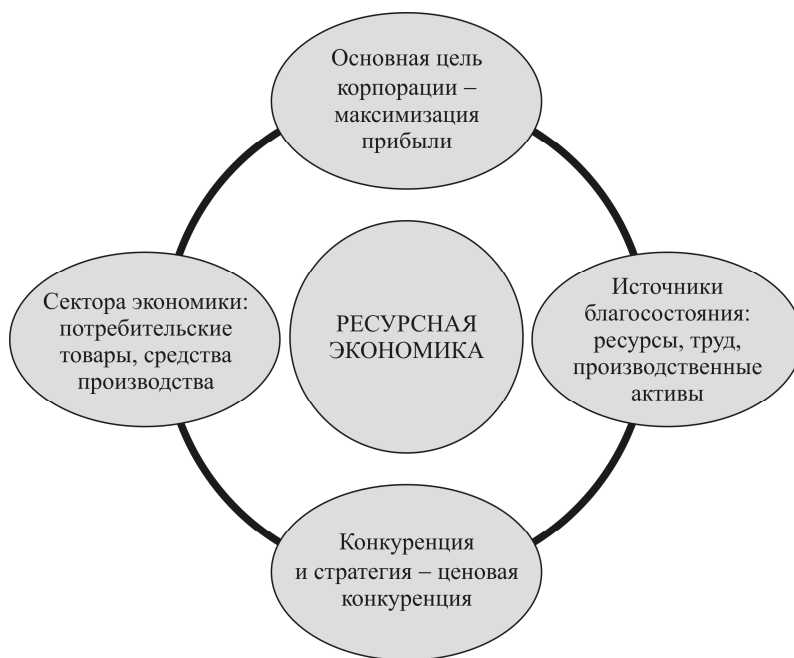 Основная цель
корпорации –
максимизация
прибыли
Сектора экономики:
потребительские
товары, средства
производства
РЕСУРСНАЯ
ЭКОНОМИКА
Источники
благосостояния:
ресурсы, труд,
производственные
активы
Конкуренция
и стратегия – ценовая
конкуренция